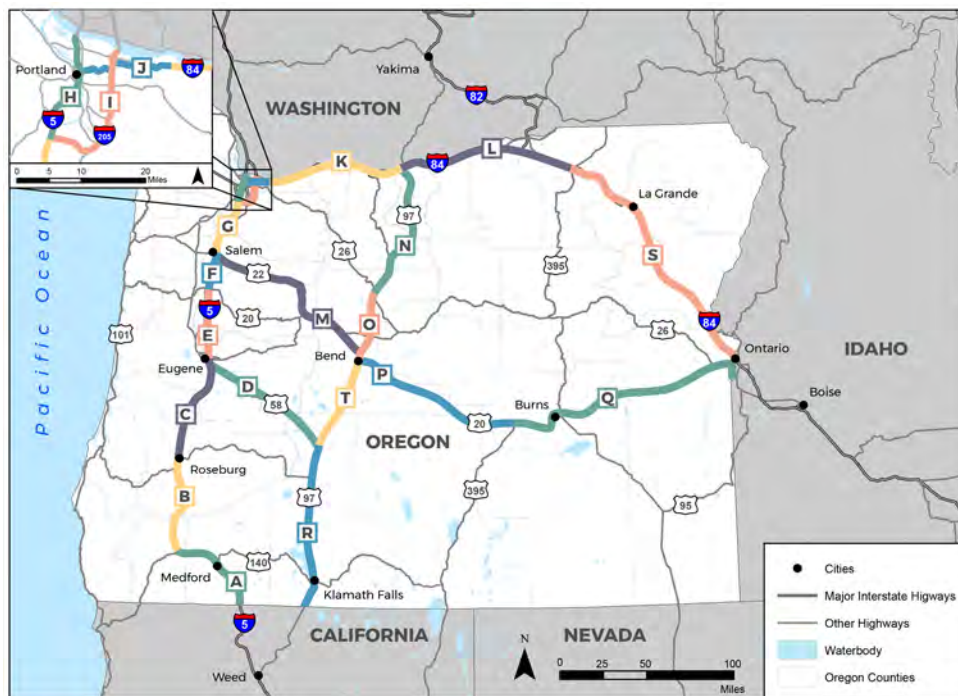 Portland
J
84
H
I
5
205
0 5 10 20
Miles
Yakima
82
WASHINGTON
K
84
L
La Grande
G
97
N
26
S
Salem
22
F
395
5
20
M
O
26
84
101
Bend
Ontario
IDAHO
E
Eugene
P
D
58
T
Burns
Q
Boise
C
20
OREGON
Roseburg
97
395
95
B
R
Medford
140
A
Klamath Falls
5
CALIFORNIA
NEVADA
Weed
Pacific Ocean
N
0 25 50 100
Miles
Cities
Major Interstate Higways
Other Highways
Waterbody
Oregon Counties